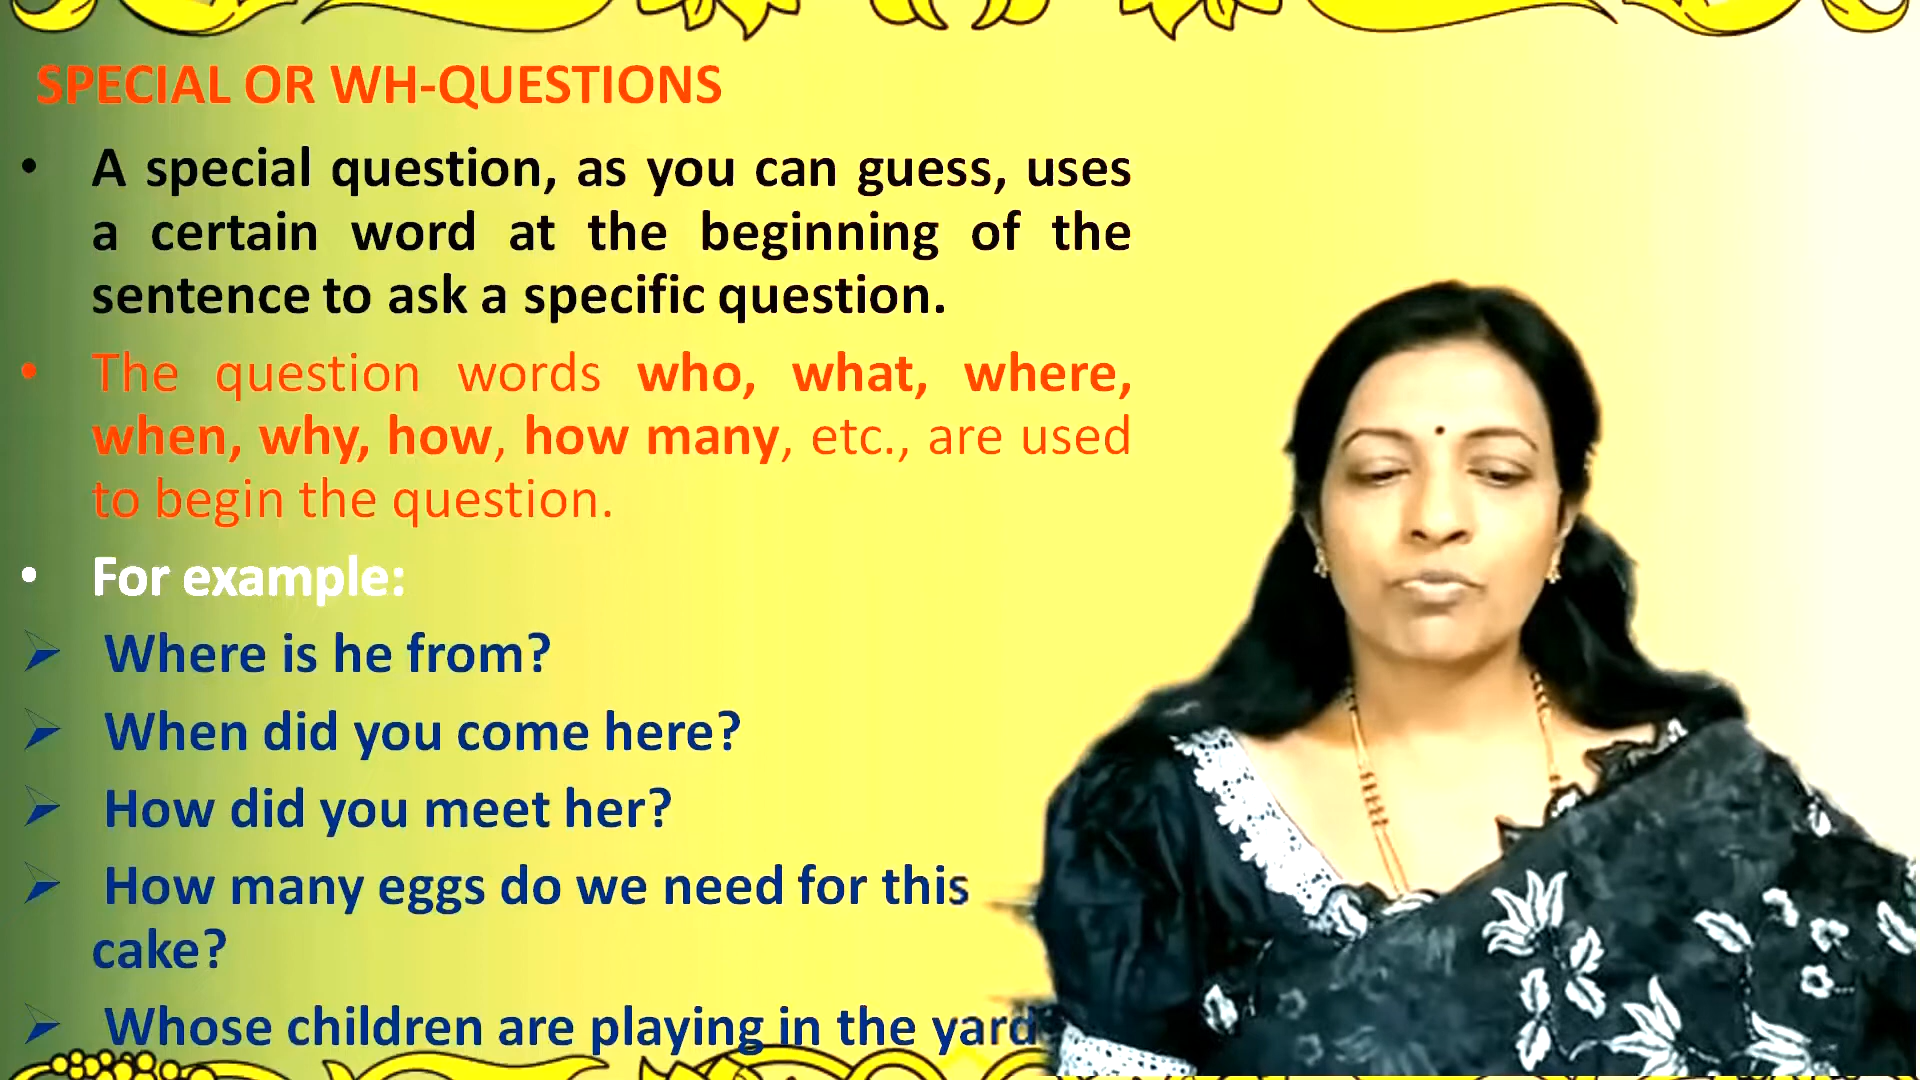 SPECIAL OR WH-QUESTIONS
• A special question, as you can guess, uses
a certain word at the beginning of the
sentence to ask a specific question.
• The question words who, what, where,
when, why, how, how many, etc., are used
to begin the question.
• For example:
➢ Where is he from?
➢ When did you come here?
➢ How did you meet her?
➢ How many eggs do we need for this
cake?
➢ Whose children are playing in the yard